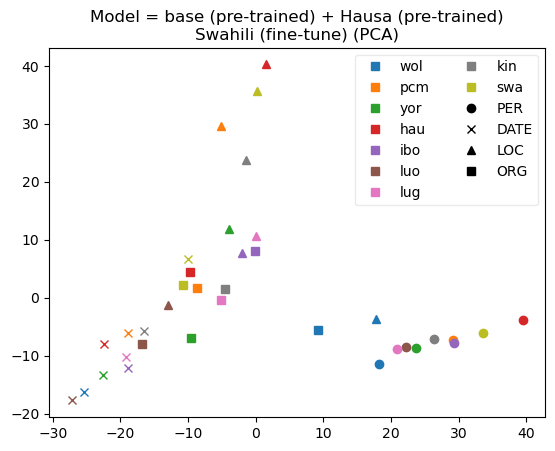 Model = base (pre-trained) + Hausa (pre-trained)
Swahili (fine-tune) (PCA)
wol
pcm
yor
hau
ibo
luo
lug
kin
swa
PER
DATE
LOC
ORG
40
30
20
10
0
−10
−20
−30 −20 −10 0 10 20 30 40